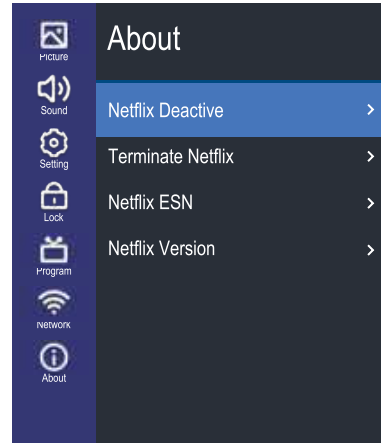 Picture
Sound
Setting
Lock
Program
Network
About
About
Netflix Deactive
Terminate Netflix
Netflix ESN
Netflix Version